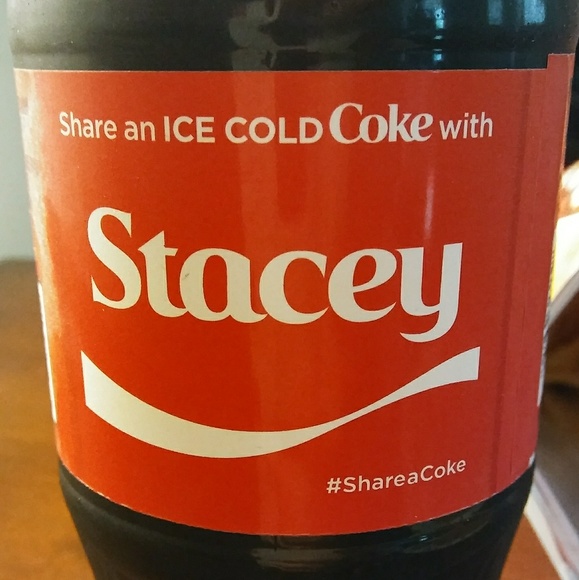 Share an ICE COLD Coke with
Stacey
#ShareaCoke